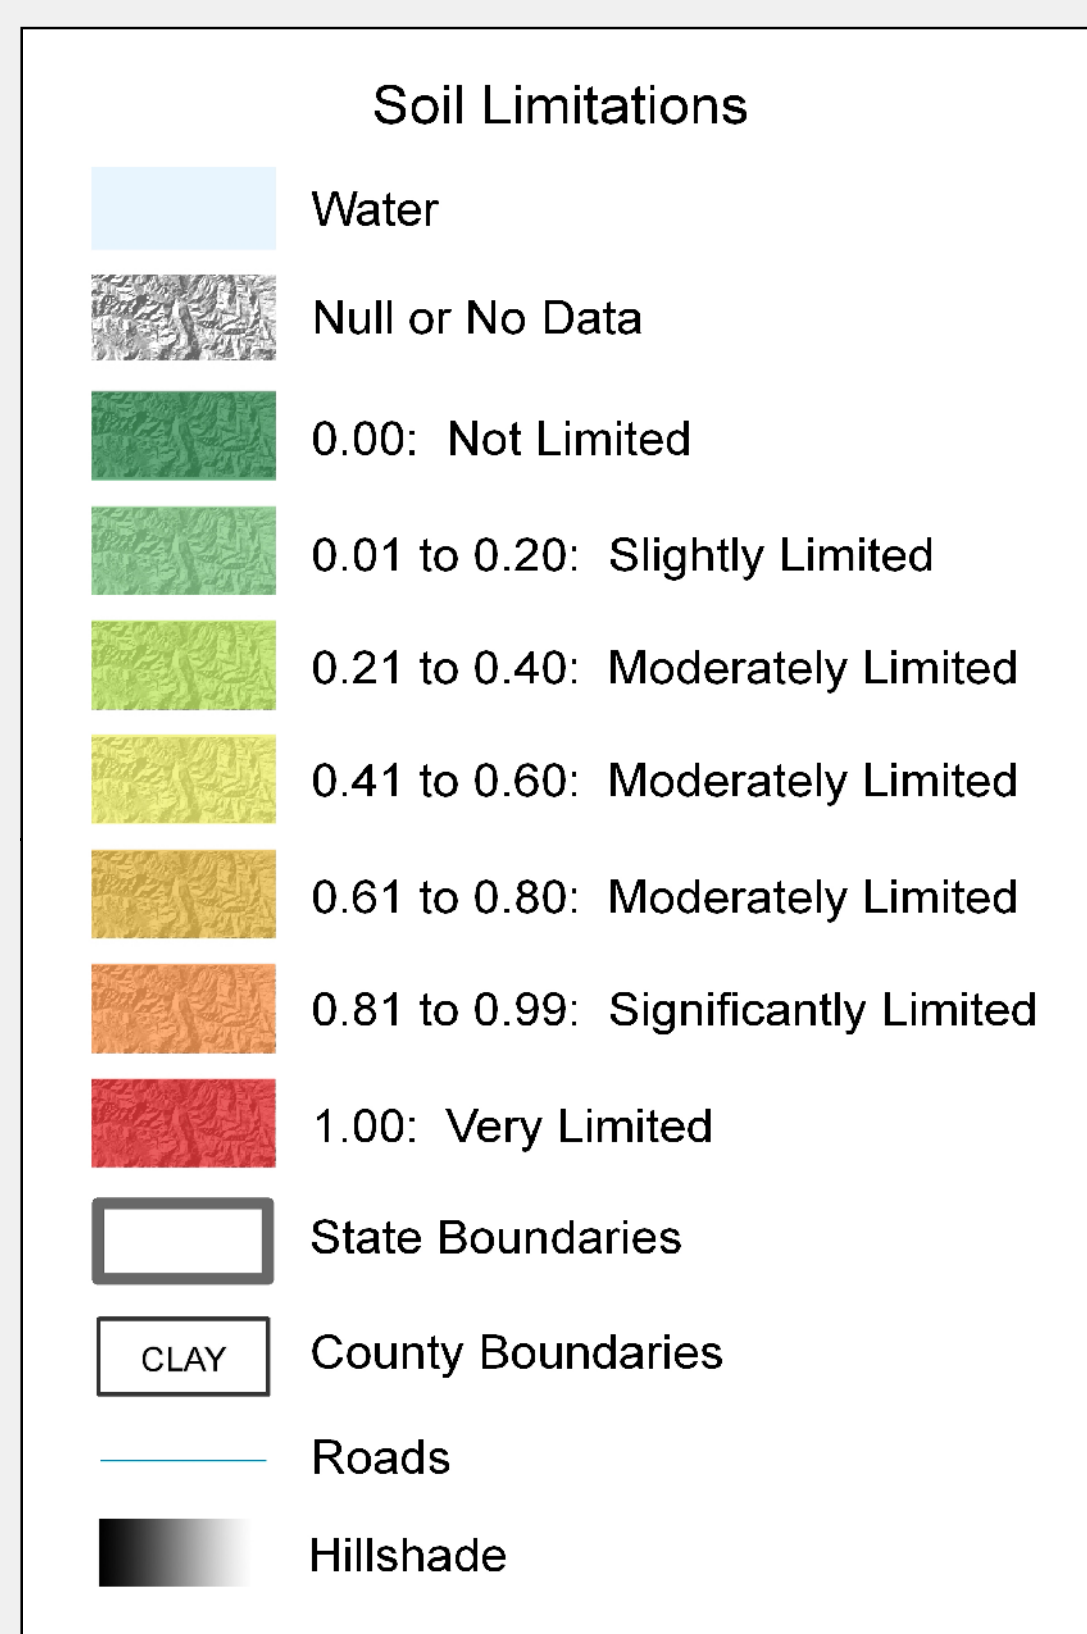 Soil Limitations
Water
Null or No Data
0.00: Not Limited
0.01 to 0.20: Slightly Limited
0.21 to 0.40: Moderately Limited
0.41 to 0.60: Moderately Limited
0.61 to 0.80: Moderately Limited
0.81 to 0.99: Significantly Limited
1.00: Very Limited
State Boundaries
CLAY County Boundaries
Roads
Hillshade